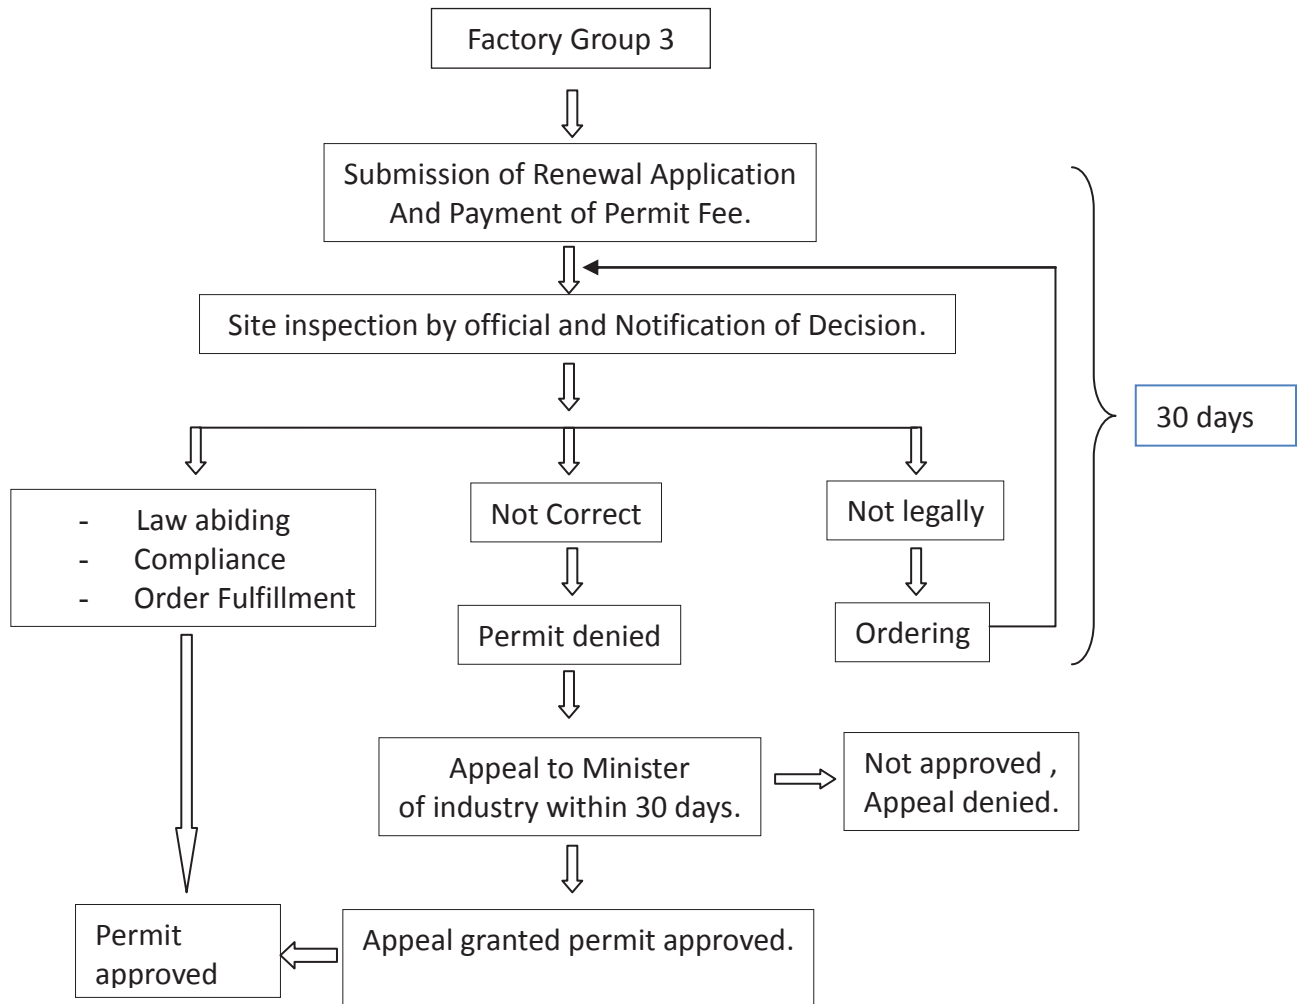 Factory Group 3
Submission of Renewal Application
And Payment of Permit Fee.
Site inspection by official and Notification of Decision.
30 days
- Law abiding
- Compliance
- Order Fulfillment
Not Correct
Not legally
Permit denied
Ordering
Appeal to Minister
of industry within 30 days.
Not approved ,
Appeal denied.
Permit
approved
Appeal granted permit approved.